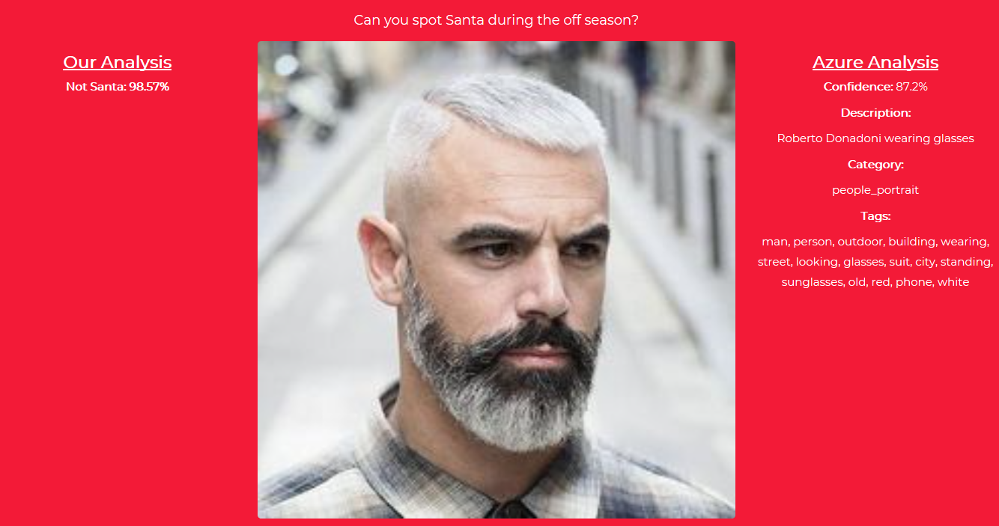 Can you spot Santa during the off season?
Our Analysis
Not Santa: 98.57%
Azure Analysis
Confidence: 87.2%
Description:
Roberto Donadoni wearing glasses
Category:
people_portrait
Tags:
man, person, outdoor, building, wearing,
street, looking, glasses, suit, city, standing,
sunglasses, old, red, phone, white